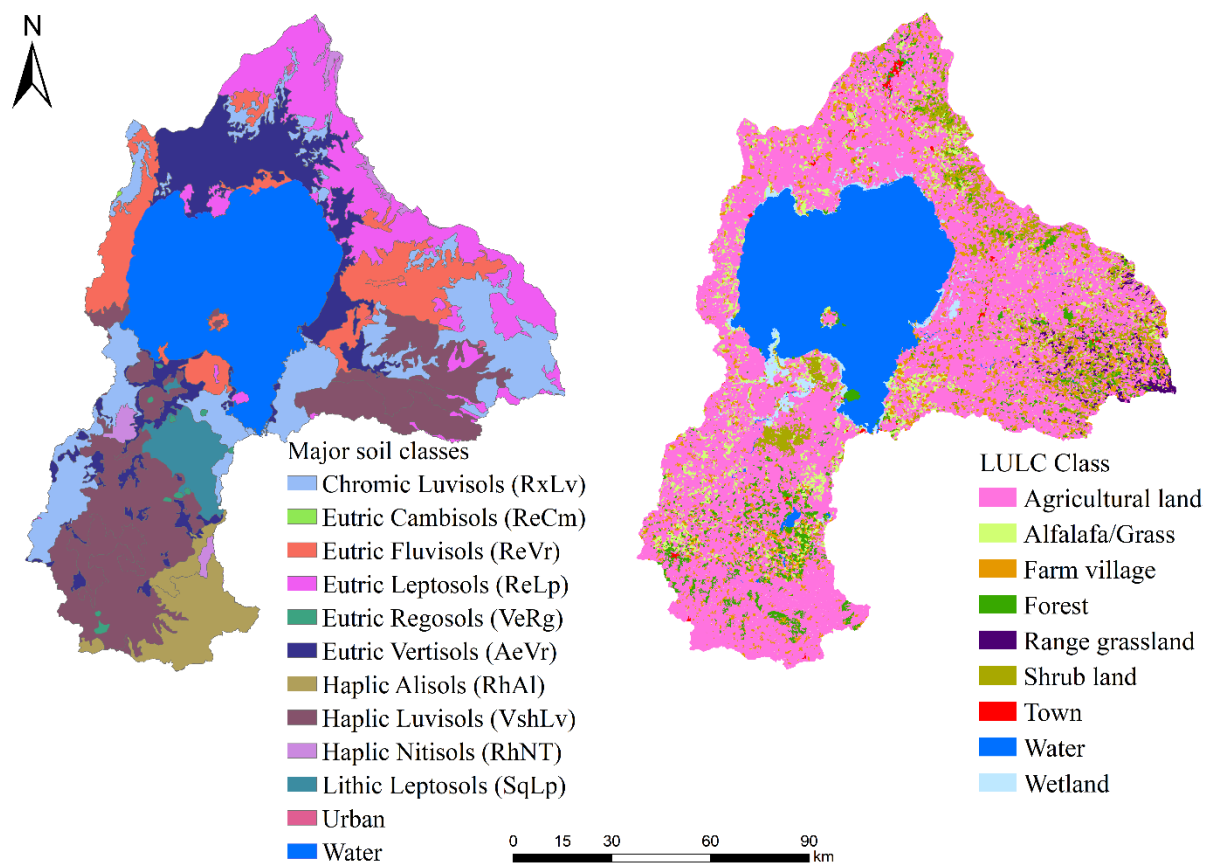 N
Major soil classes
Chromic Luvisols (RxLv)
Eutric Cambisols (ReCm)
Eutric Fluvisols (ReVr)
Eutric Leptosols (ReLp)
Eutric Regosols (VeRg)
Eutric Vertisols (AeVr)
Haplic Alisols (RhAl)
Haplic Luvisols (VshLv)
Haplic Nitisols (RhNT)
Lithic Leptosols (SqLp)
Urban
Water
LULC Class
Agricultural land
Alfalafa/Grass
Farm village
Forest
Range grassland
Shrub land
Town
Water
Wetland
0 15 30 60 90
km